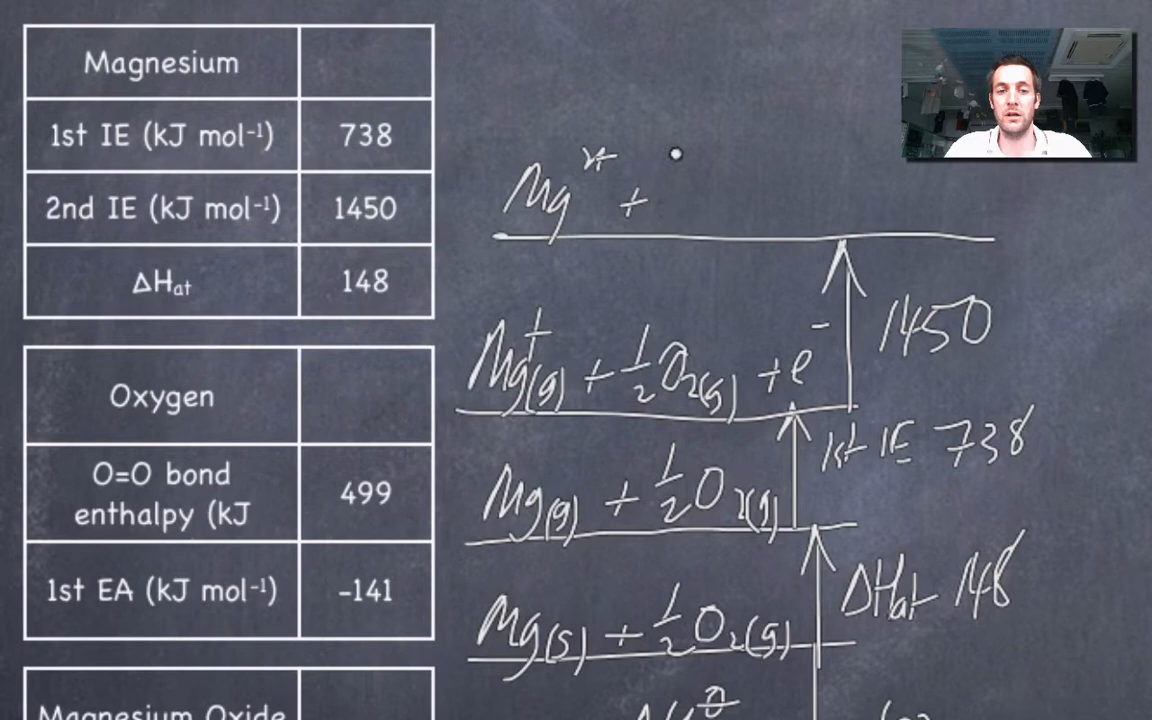 Magnesium
1st IE (kJ mol⁻¹) 738
2nd IE (kJ mol⁻¹) 1450
ΔHat 148
Oxygen
O=O bond
enthalpy (kJ 499
1st EA (kJ mol⁻¹) -141
Magnesium Oxide
Mg²⁺ +
1450
Mg⁺(g) + ½O₂(g) + e⁻
1st IE 738
Mg(g) + ½O₂(g)
ΔHat 148
Mg(s) + ½O₂(g)